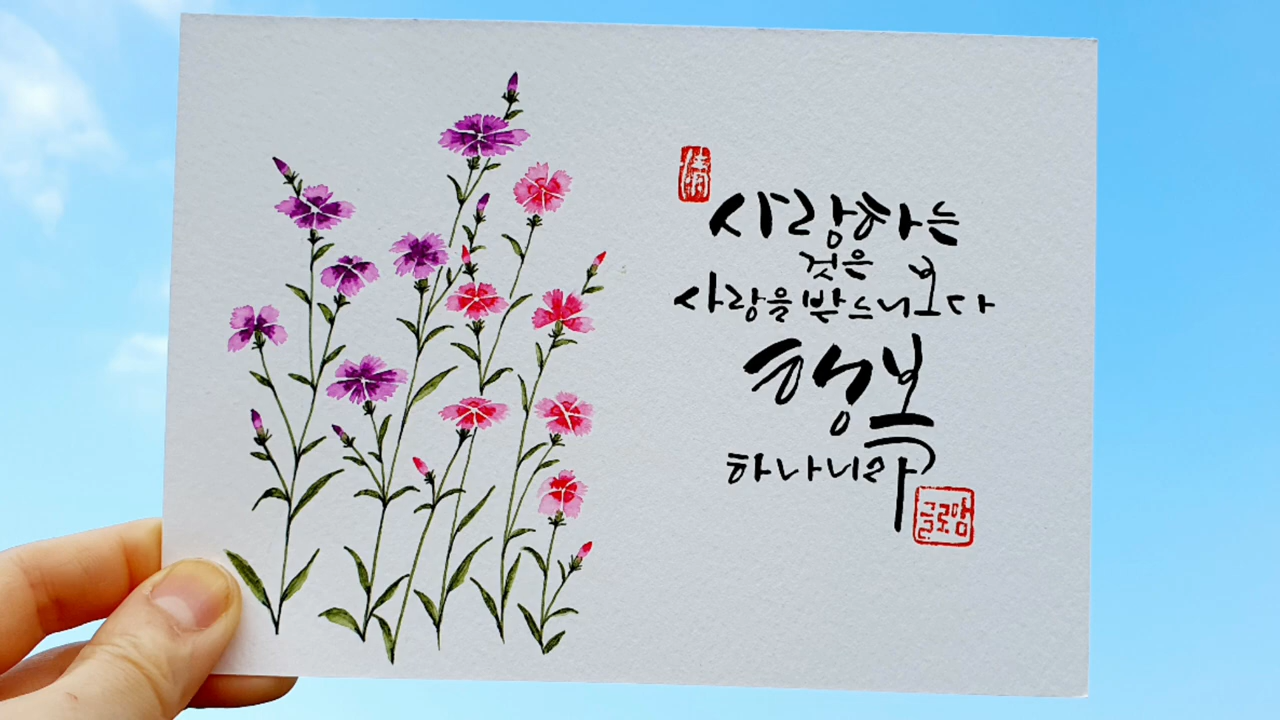 사랑하는
것은
사랑을 받느니보다
행복
하나니라